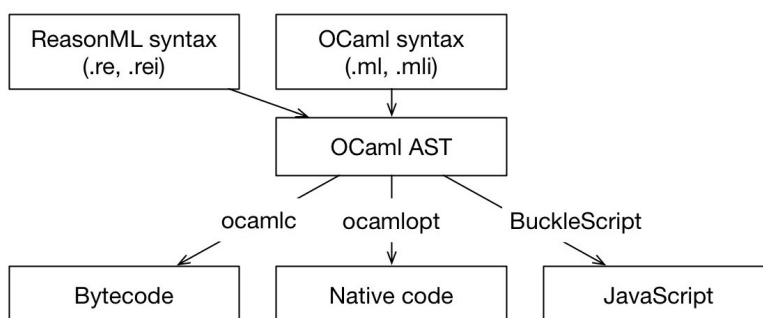 ReasonML syntax
(.re, .rei)
OCaml syntax
(.ml, .mli)
OCaml AST
ocamlc
ocamlopt
BuckleScript
Bytecode
Native code
JavaScript